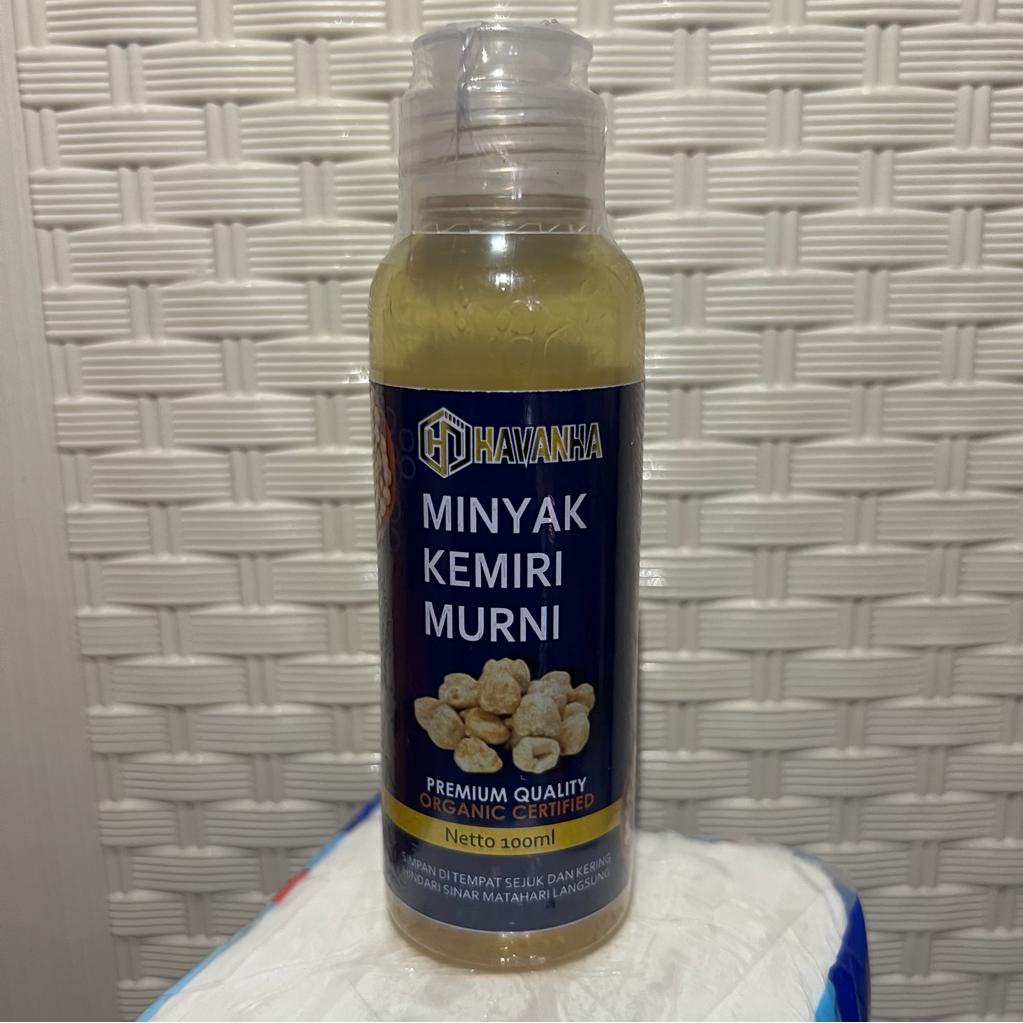 HAVANHA
MINYAK
KEMIRI
MURNI
PREMIUM QUALITY
ORGANIC CERTIFIED
Netto 100ml
SIMPAN DI TEMPAT SEJUK DAN KERING
HINDARI SINAR MATAHARI LANGSUNG